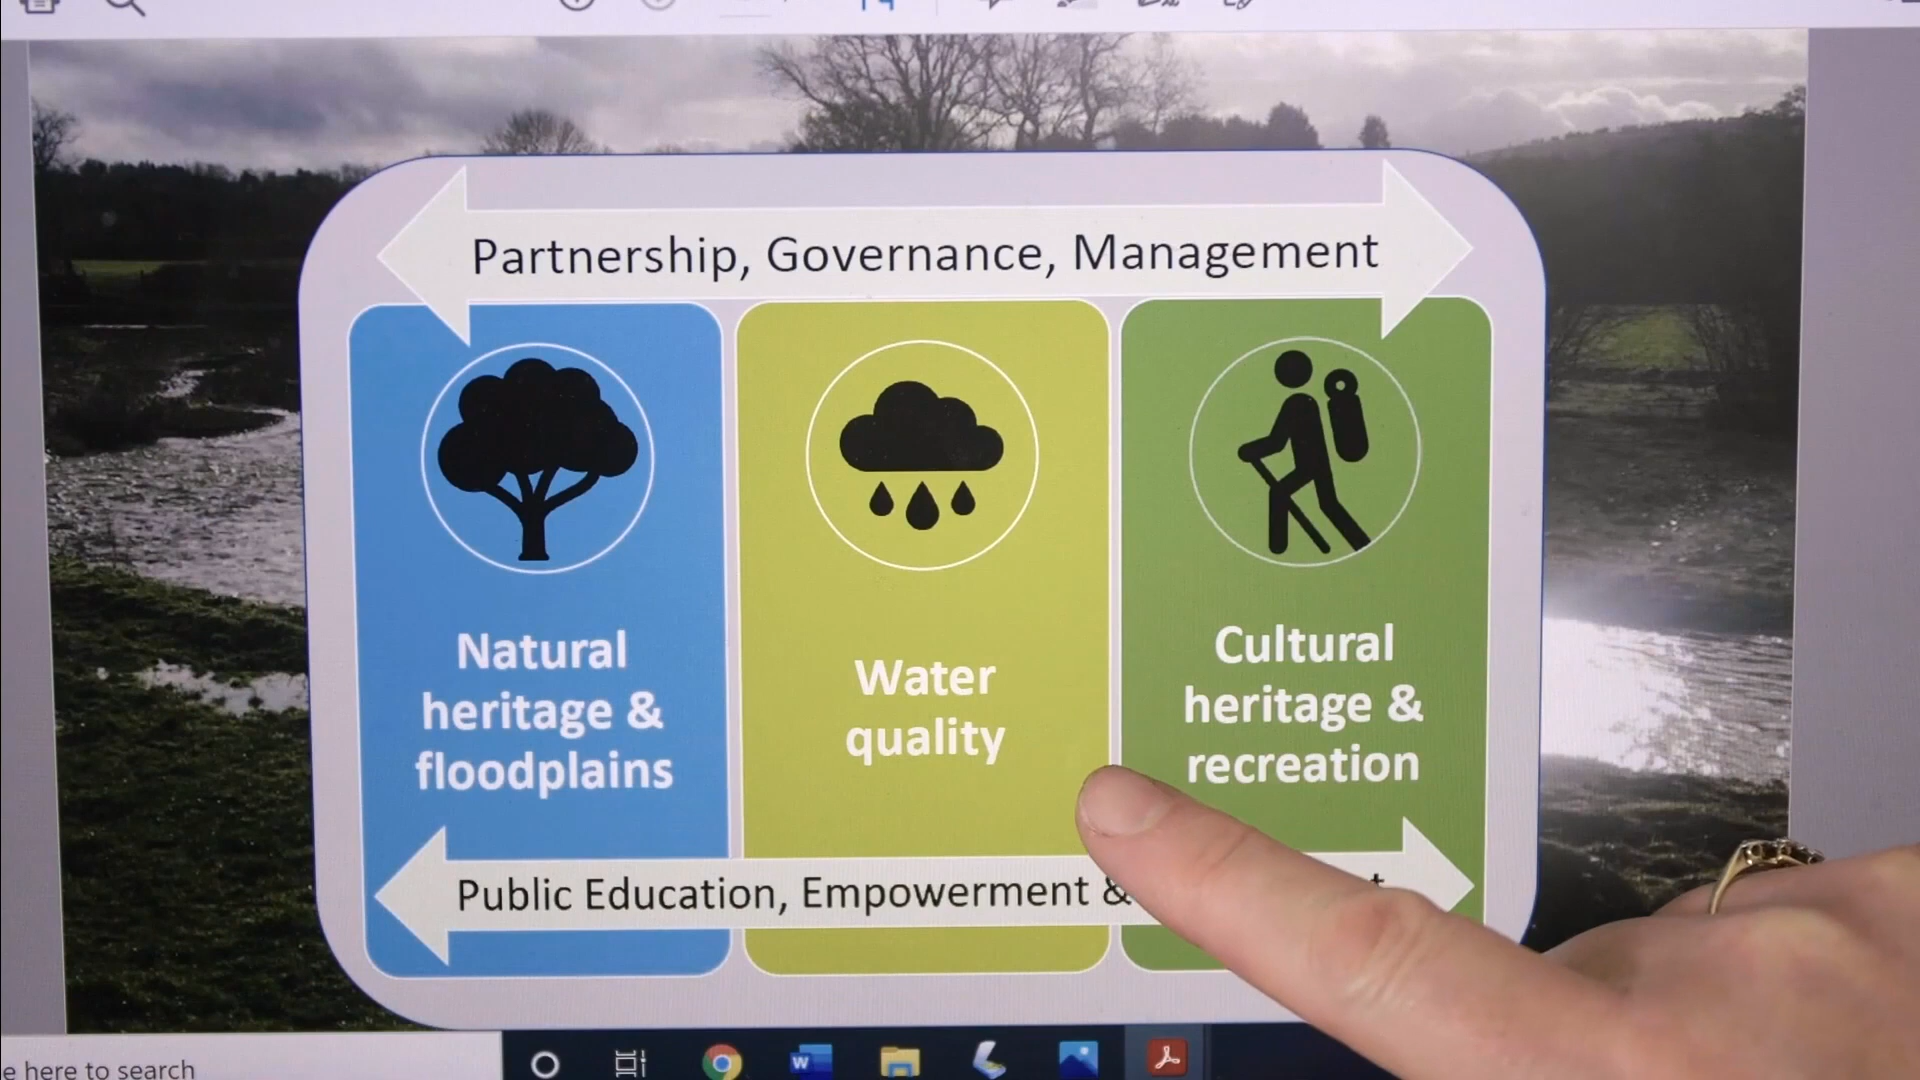 Partnership, Governance, Management
Natural
heritage &
floodplains
Water
quality
Cultural
heritage &
recreation
Public Education, Empowerment &
e here to search